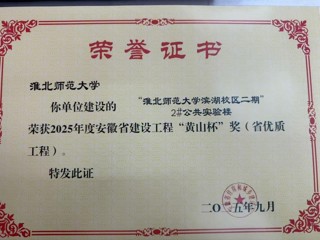 荣誉证书
淮北师范大学
你单位建设的 “淮北师范大学滨湖校区二期”
2#公共实验楼
荣获2025年度安徽省建设工程“黄山杯”奖（省优质
工程）。
特发此证
二〇二五年九月